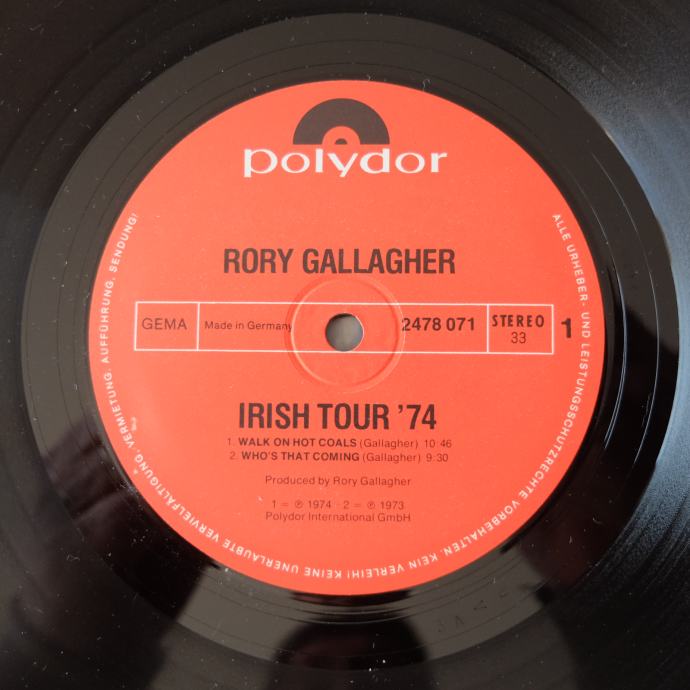 polydor
RORY GALLAGHER
GEMA
Made in Germany
2478 071
STEREO
33
1
IRISH TOUR '74
1. WALK ON HOT COALS (Gallagher) 10:46
2. WHO'S THAT COMING (Gallagher) 9:30
Produced by Rory Gallagher
1 = ℗ 1974 · 2 = ℗ 1973
Polydor International GmbH
ALLE URHEBER- UND LEISTUNGSSCHUTZRECHTE VORBEHALTEN. KEIN VERLEIH! KEINE UNERLAUBTE VERVIELFÄLTIGUNG, VERMIETUNG, AUFFÜHRUNG, SENDUNG!